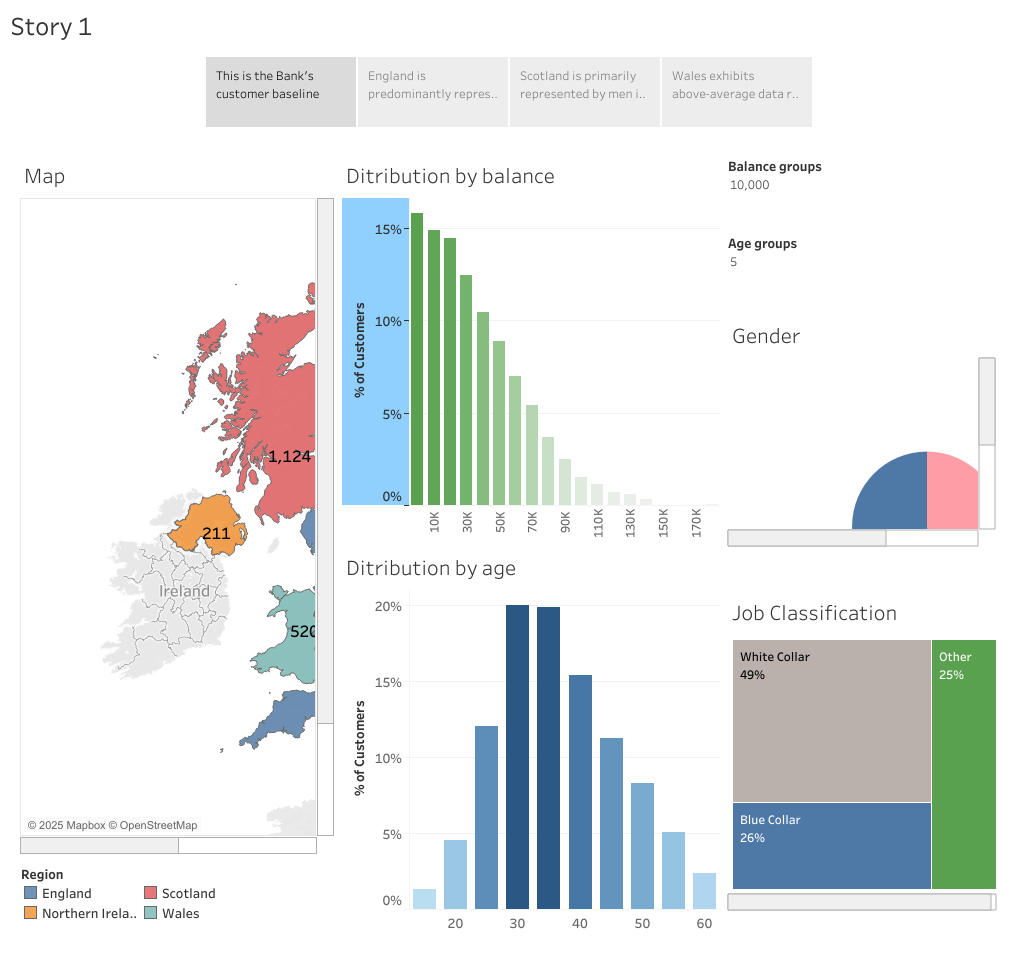 Story 1
This is the Bank's
customer baseline
England is
predominantly repres..
Scotland is primarily
represented by men i..
Wales exhibits
above-average data r..
Map
1,124
211
Ireland
520
© 2025 Mapbox © OpenStreetMap
Region
England
Scotland
Northern Irela..
Wales
Ditribution by balance
% of Customers
15%
10%
5%
0%
10K
30K
50K
70K
90K
110K
130K
150K
170K
Ditribution by age
% of Customers
20%
15%
10%
5%
0%
20
30
40
50
60
Balance groups
10,000
Age groups
5
Gender
Job Classification
White Collar
49%
Other
25%
Blue Collar
26%